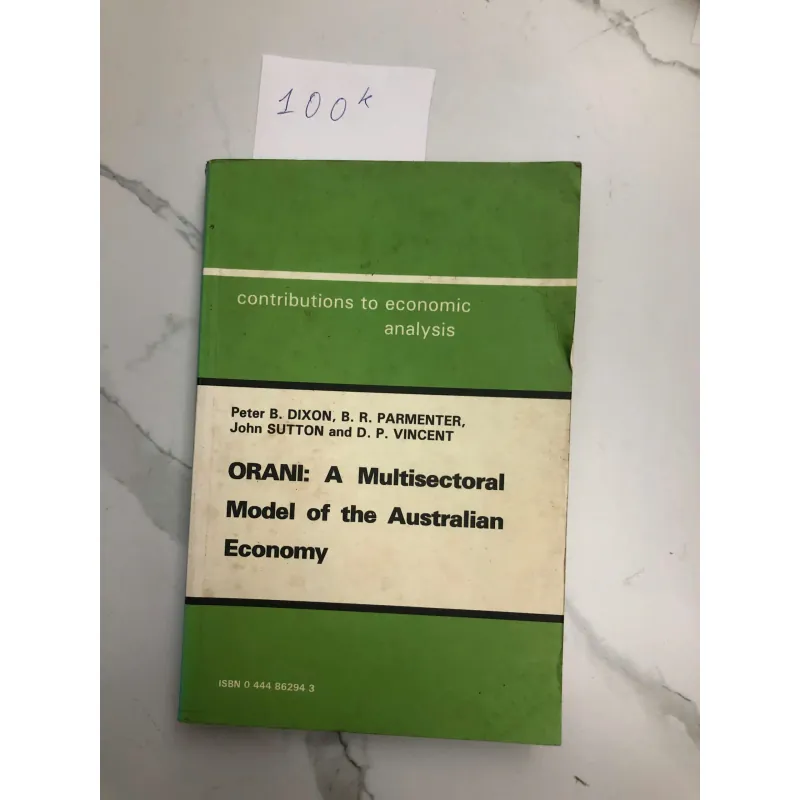 100k
contributions to economic
analysis
Peter B. DIXON, B. R. PARMENTER,
John SUTTON and D. P. VINCENT
ORANI: A Multisectoral
Model of the Australian
Economy
ISBN 0 444 86294 3